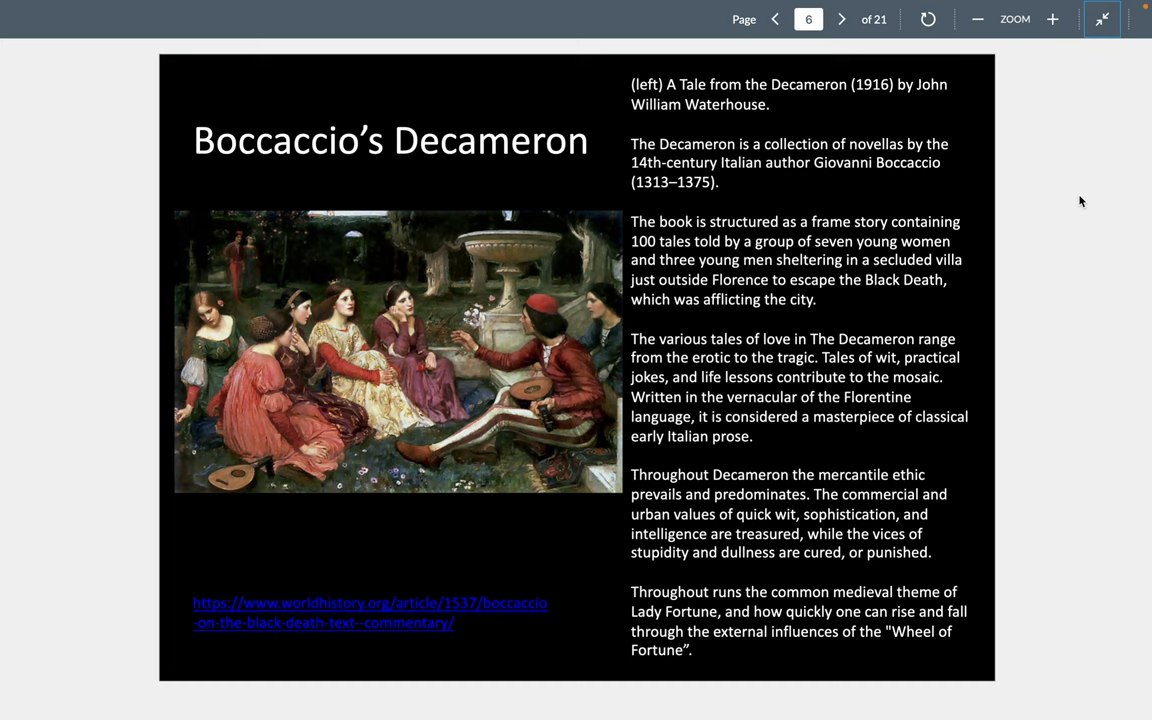 Page 6 of 21 ZOOM
Boccaccio’s Decameron
https://www.worldhistory.org/article/1537/boccaccio
-on-the-black-death-text--commentary/
(left) A Tale from the Decameron (1916) by John
William Waterhouse.
The Decameron is a collection of novellas by the
14th-century Italian author Giovanni Boccaccio
(1313–1375).
The book is structured as a frame story containing
100 tales told by a group of seven young women
and three young men sheltering in a secluded villa
just outside Florence to escape the Black Death,
which was afflicting the city.
The various tales of love in The Decameron range
from the erotic to the tragic. Tales of wit, practical
jokes, and life lessons contribute to the mosaic.
Written in the vernacular of the Florentine
language, it is considered a masterpiece of classical
early Italian prose.
Throughout Decameron the mercantile ethic
prevails and predominates. The commercial and
urban values of quick wit, sophistication, and
intelligence are treasured, while the vices of
stupidity and dullness are cured, or punished.
Throughout runs the common medieval theme of
Lady Fortune, and how quickly one can rise and fall
through the external influences of the "Wheel of
Fortune”.